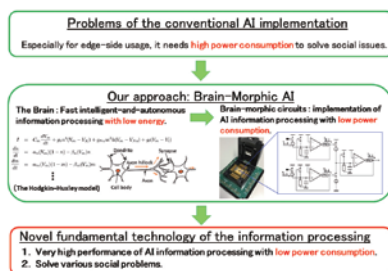 Problems of the conventional AI implementation
Especially for edge-side usage, it needs high power consumption to solve social issues.
Our approach: Brain-Morphic AI
The Brain : Fast intelligent-and-autonomous
information processing with low energy.
Brain-morphic circuits : implementation of
AI information processing with low power
consumption.
Dendrite
Synapse
Axon
Cell body
(The Hodgkin-Huxley model)
Novel fundamental technology of the information processing
1. Very high performance of AI information processing with low power consumption.
2. Solve various social problems.